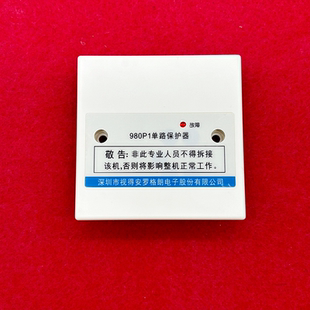 故障
980P1单路保护器
敬告:非此专业人员不得拆接
该机,否则将影响整机正常工作。
深圳市视得安罗格朗电子股份有限公司